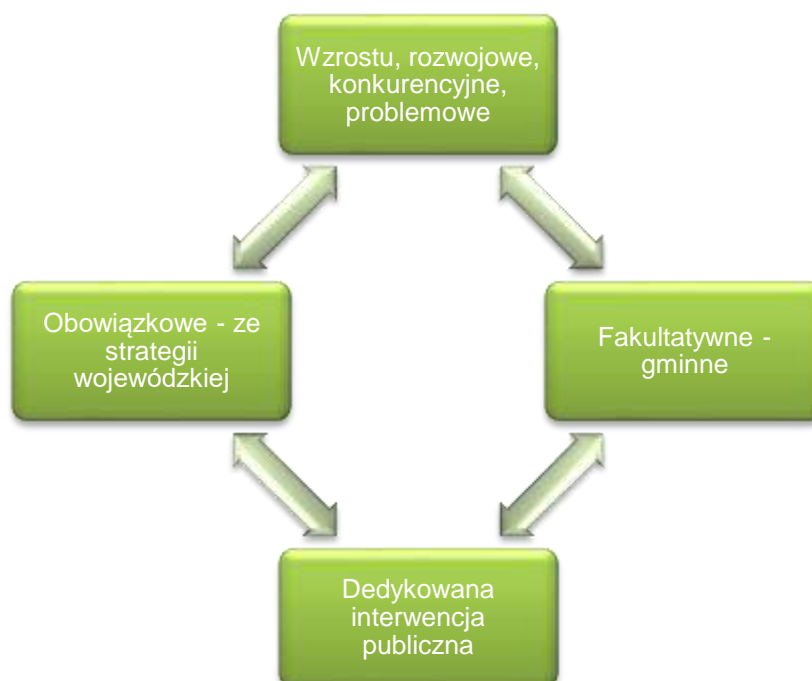 Wzrostu, rozwojowe,
konkurencyjne,
problemowe
Obowiązkowe - ze
strategii
wojewódzkiej
Fakultatywne -
gminne
Dedykowana
interwencja
publiczna